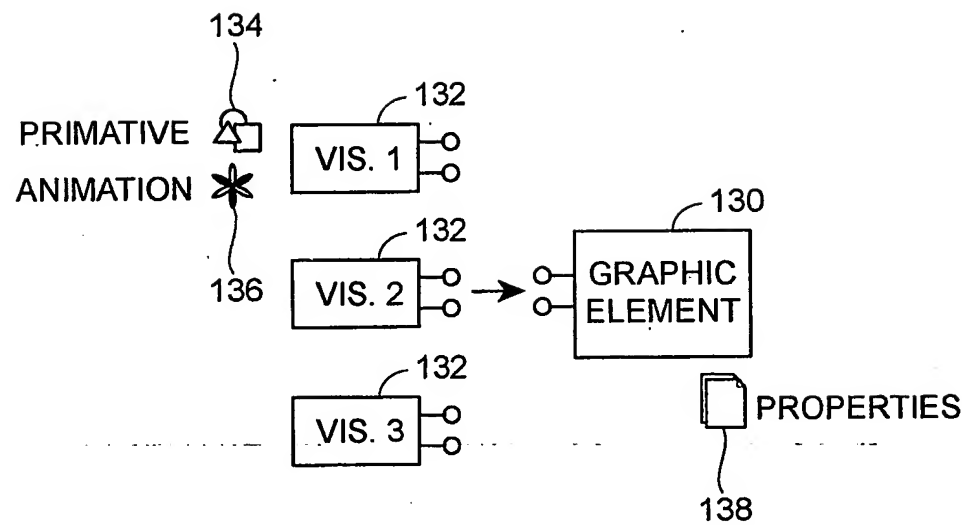 134
132
PRIMATIVE
VIS. 1
ANIMATION
136
132
VIS. 2
130
GRAPHIC
ELEMENT
132
VIS. 3
PROPERTIES
138